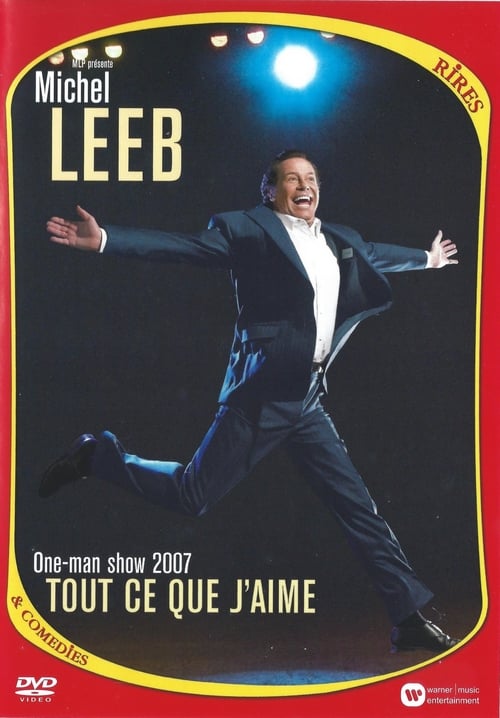 MLP présente
Michel
LEEB
RIRES
One-man show 2007
TOUT CE QUE J'AIME
& COMEDIES
DVD
VIDEO
warner music
entertainment